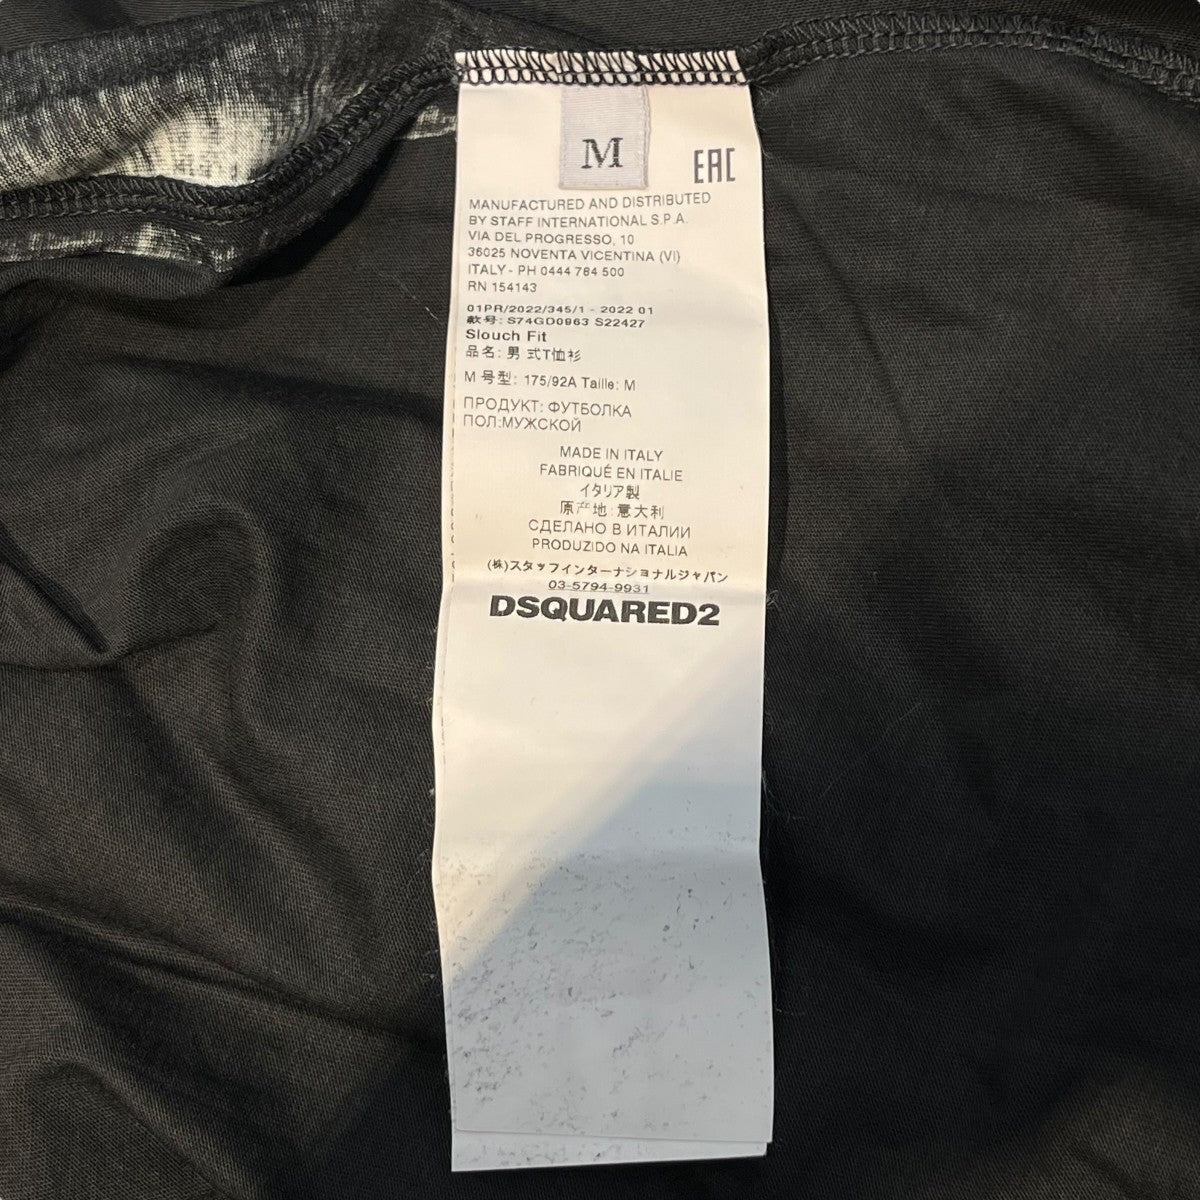 M
EAC
MANUFACTURED AND DISTRIBUTED
BY STAFF INTERNATIONAL S.P.A.
VIA DEL PROGRESSO, 10
36025 NOVENTA VICENTINA (VI)
ITALY - PH 0444 784 500
RN 154143
01PR/2022/345/1 - 2022 01
款号: S74GD0963 S22427
Slouch Fit
品名: 男 式T恤衫
M 号型: 175/92A Taille: M
ПРОДУКТ: ФУТБОЛКА
ПОЛ:МУЖСКОЙ
MADE IN ITALY
FABRIQUÉ EN ITALIE
イタリア製
原产地: 意大利
СДЕЛАНО В ИТАЛИИ
PRODUZIDO NA ITALIA
(株)スタッフインターナショナルジャパン
03-5794-9931
DSQUARED2